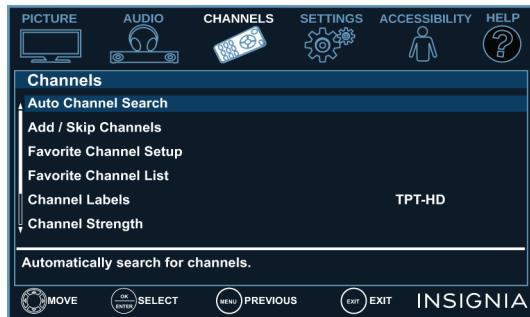 PICTURE AUDIO CHANNELS SETTINGS ACCESSIBILITY HELP
Channels
Auto Channel Search
Add / Skip Channels
Favorite Channel Setup
Favorite Channel List
Channel Labels TPT-HD
Channel Strength
Automatically search for channels.
MOVE OK ENTER SELECT MENU PREVIOUS EXIT EXIT INSIGNIA